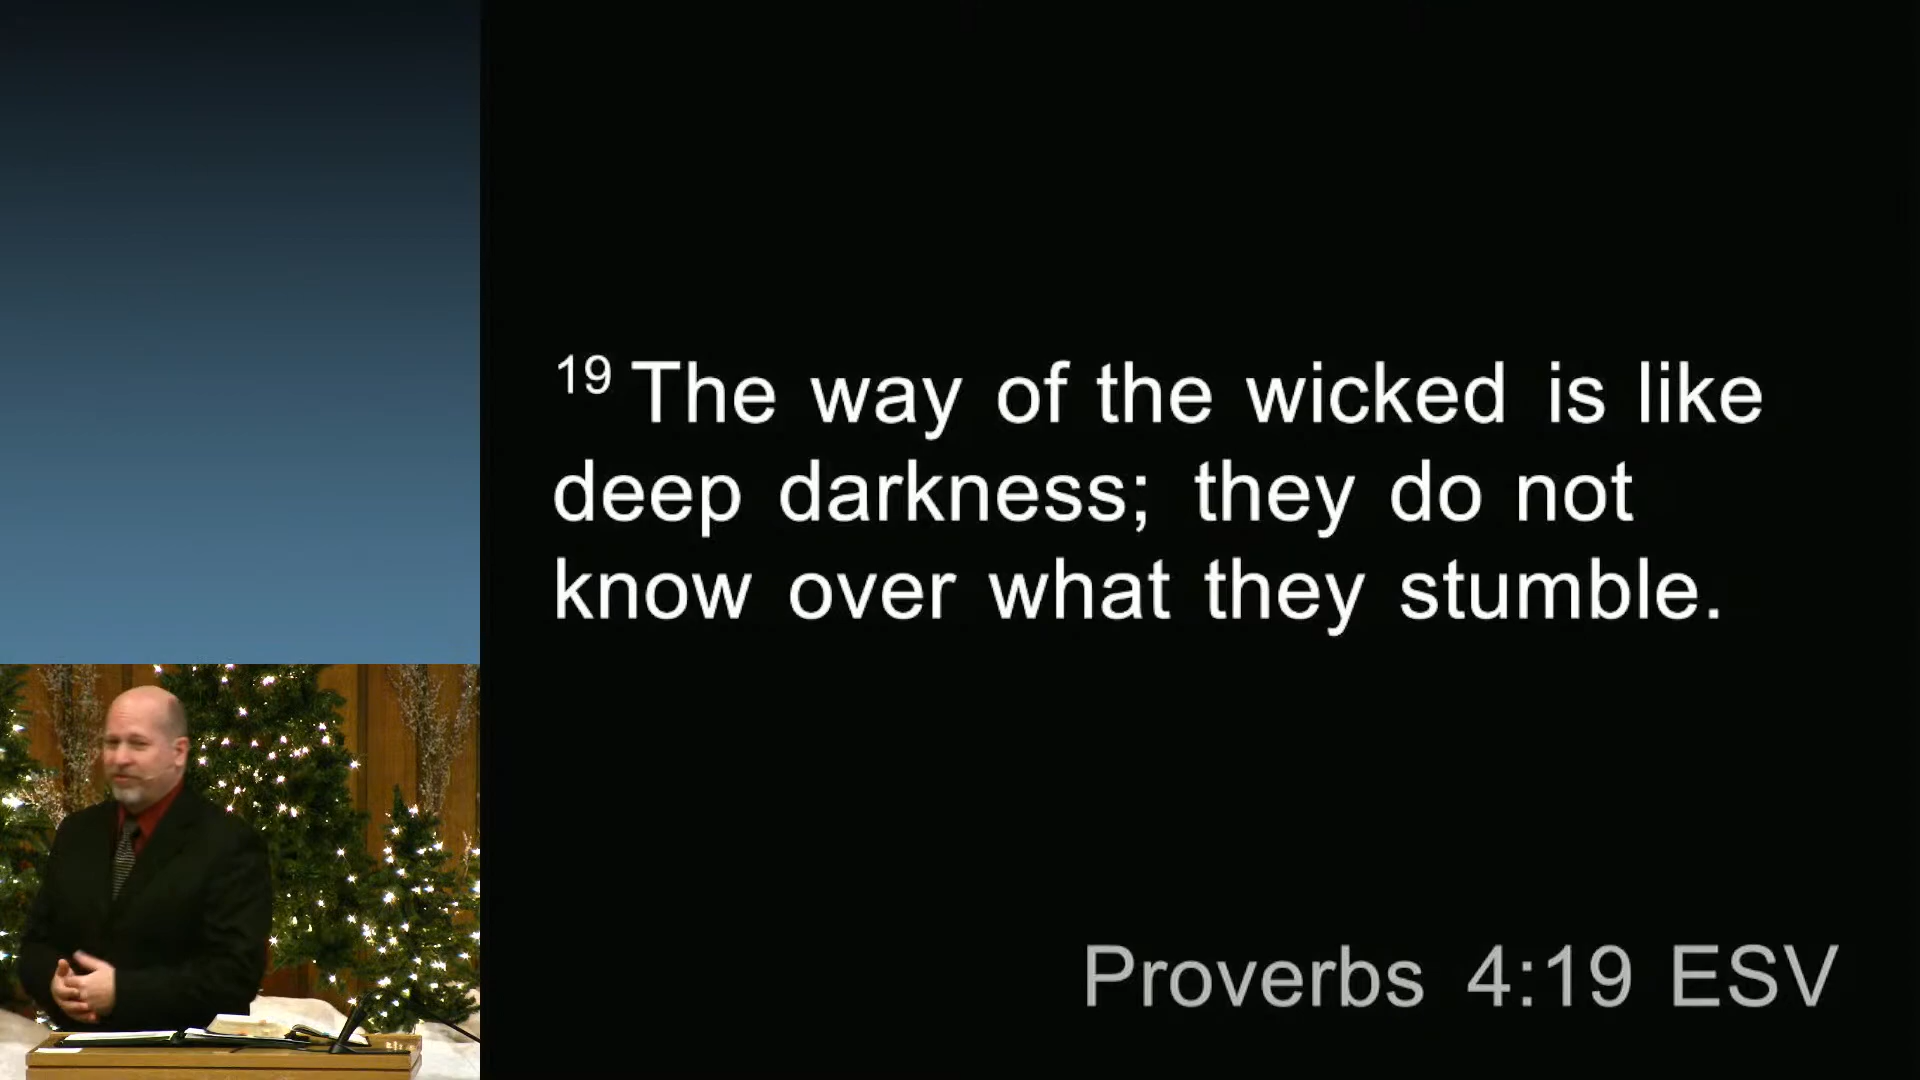 19 The way of the wicked is like
deep darkness; they do not
know over what they stumble.
Proverbs 4:19 ESV